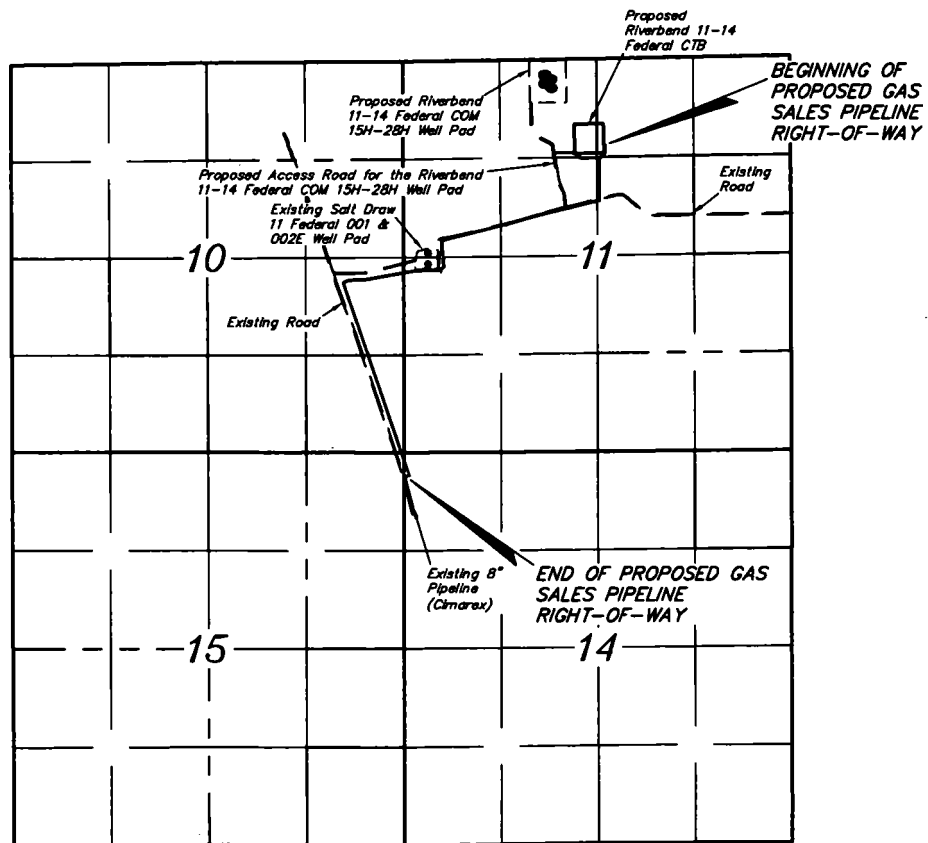 Proposed
Riverbend 11-14
Federal CTB
BEGINNING OF
PROPOSED GAS
SALES PIPELINE
RIGHT-OF-WAY
Proposed Riverbend
11-14 Federal COM
15H-28H Well Pad
Proposed Access Road for the Riverbend
11-14 Federal COM 15H-28H Well Pad
Existing
Road
Existing Salt Draw
11 Federal 001 &
002E Well Pad
10
11
Existing Road
Existing 8"
Pipeline
(Cimarex)
END OF PROPOSED GAS
SALES PIPELINE
RIGHT-OF-WAY
15
14